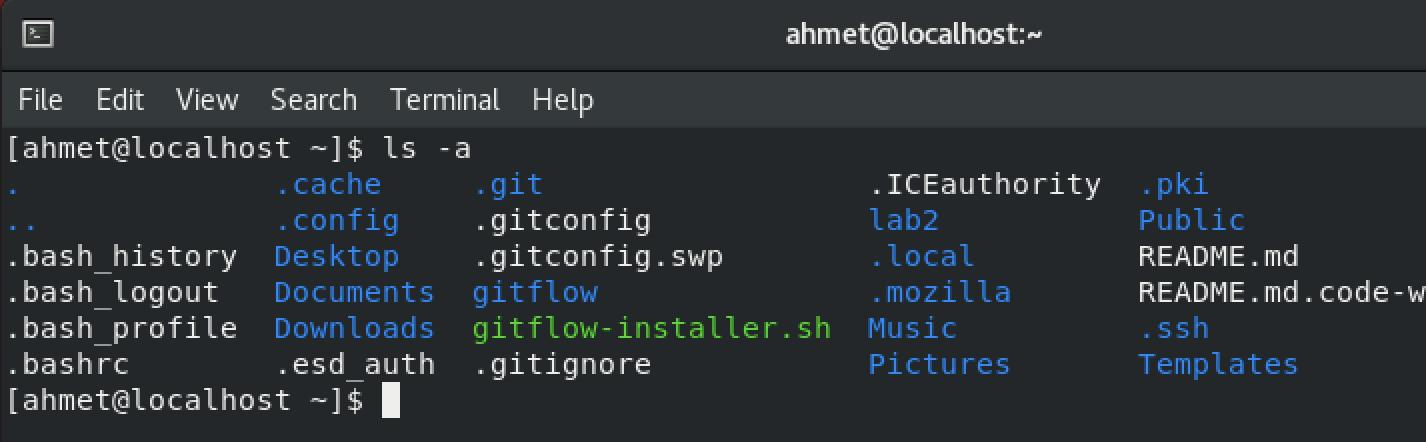 ahmet@localhost:~
File Edit View Search Terminal Help
[ahmet@localhost ~]$ ls -a
. .cache .git .ICEauthority .pki
.. .config .gitconfig lab2 Public
.bash_history Desktop .gitconfig.swp .local README.md
.bash_logout Documents gitflow .mozilla README.md.code-w
.bash_profile Downloads gitflow-installer.sh Music .ssh
.bashrc .esd_auth .gitignore Pictures Templates
[ahmet@localhost ~]$